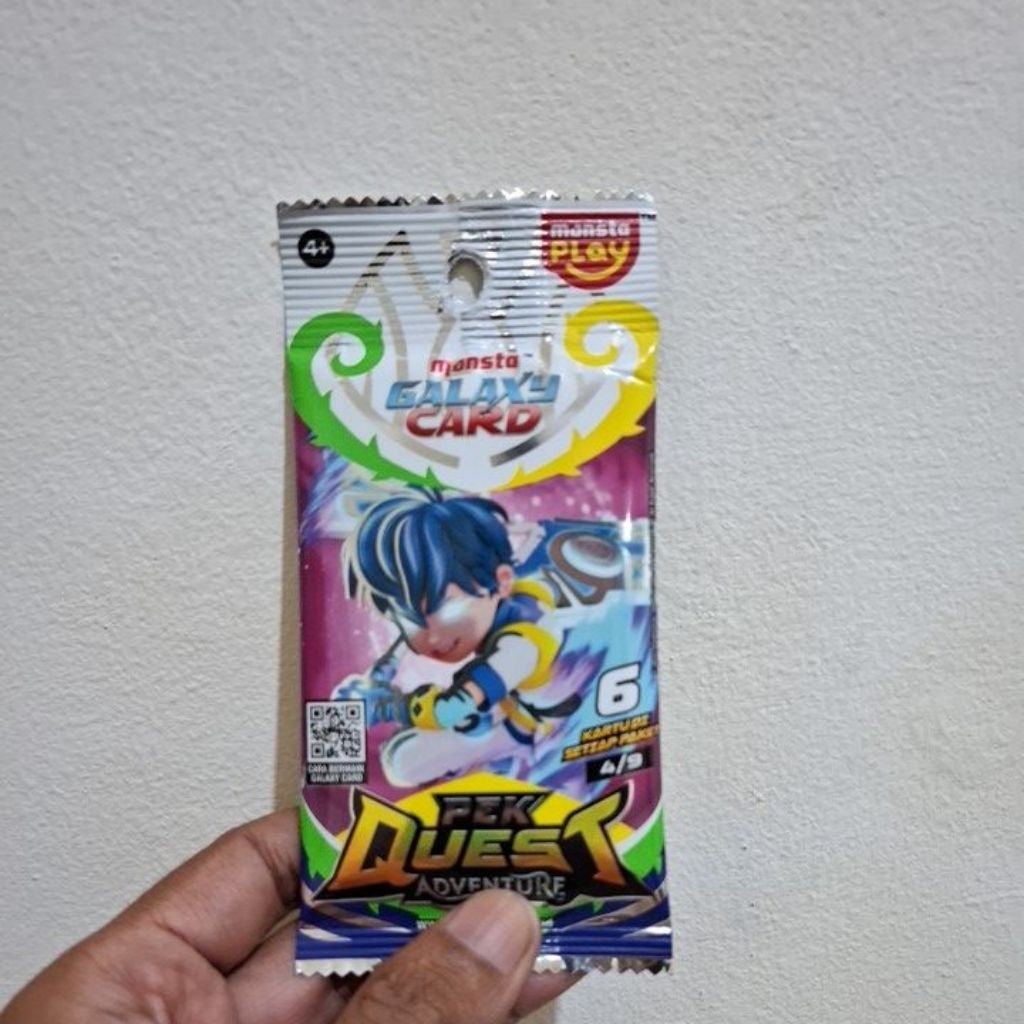 4+
monsta
PLAY
monsta™
GALAXY
CARD
6
KARTU DI
SETIAP PAKET
4/9
CARA BERMAIN
GALAXY CARD
PEK
QUEST
ADVENTURE